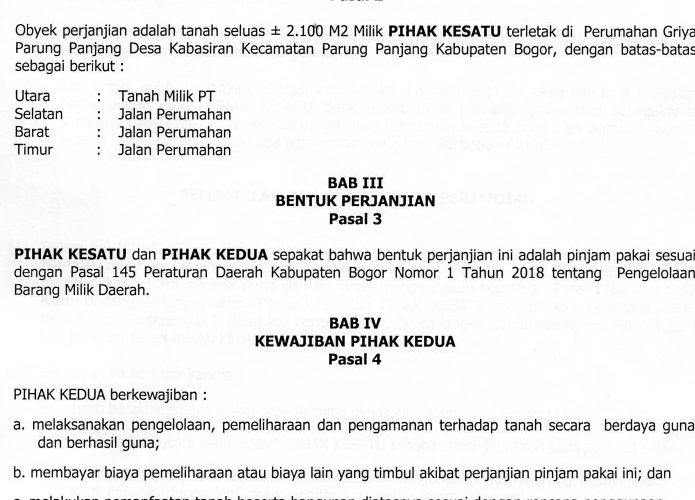 Obyek perjanjian adalah tanah seluas ± 2.100 M2 Milik PIHAK KESATU terletak di Perumahan Griya
Parung Panjang Desa Kabasiran Kecamatan Parung Panjang Kabupaten Bogor, dengan batas-batas
sebagai berikut :
Utara : Tanah Milik PT
Selatan : Jalan Perumahan
Barat : Jalan Perumahan
Timur : Jalan Perumahan
BAB III
BENTUK PERJANJIAN
Pasal 3
PIHAK KESATU dan PIHAK KEDUA sepakat bahwa bentuk perjanjian ini adalah pinjam pakai sesuai
dengan Pasal 145 Peraturan Daerah Kabupaten Bogor Nomor 1 Tahun 2018 tentang Pengelolaan
Barang Milik Daerah.
BAB IV
KEWAJIBAN PIHAK KEDUA
Pasal 4
PIHAK KEDUA berkewajiban :
a. melaksanakan pengelolaan, pemeliharaan dan pengamanan terhadap tanah secara berdaya guna
dan berhasil guna;
b. membayar biaya pemeliharaan atau biaya lain yang timbul akibat perjanjian pinjam pakai ini; dan